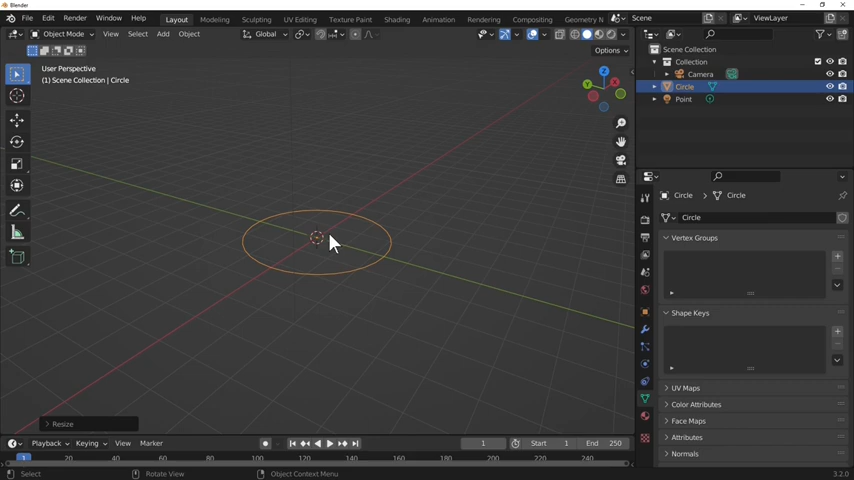 Blender
File Edit Render Window Help Layout Modeling Sculpting UV Editing Texture Paint Shading Animation Rendering Compositing Geometry N Scene ViewLayer
Object Mode View Select Add Object Global
Options
User Perspective
(1) Scene Collection | Circle
Z
Y
X
Resize
Scene Collection
Collection
Camera
Circle
Point
Circle > Circle
Circle
Vertex Groups
Shape Keys
UV Maps
Color Attributes
Face Maps
Attributes
Normals
Playback Keying View Marker 1 Start 1 End 250
1 20 40 60 80 100 120 140 160 180 200 220 240
Select Rotate View Object Context Menu 3.2.0